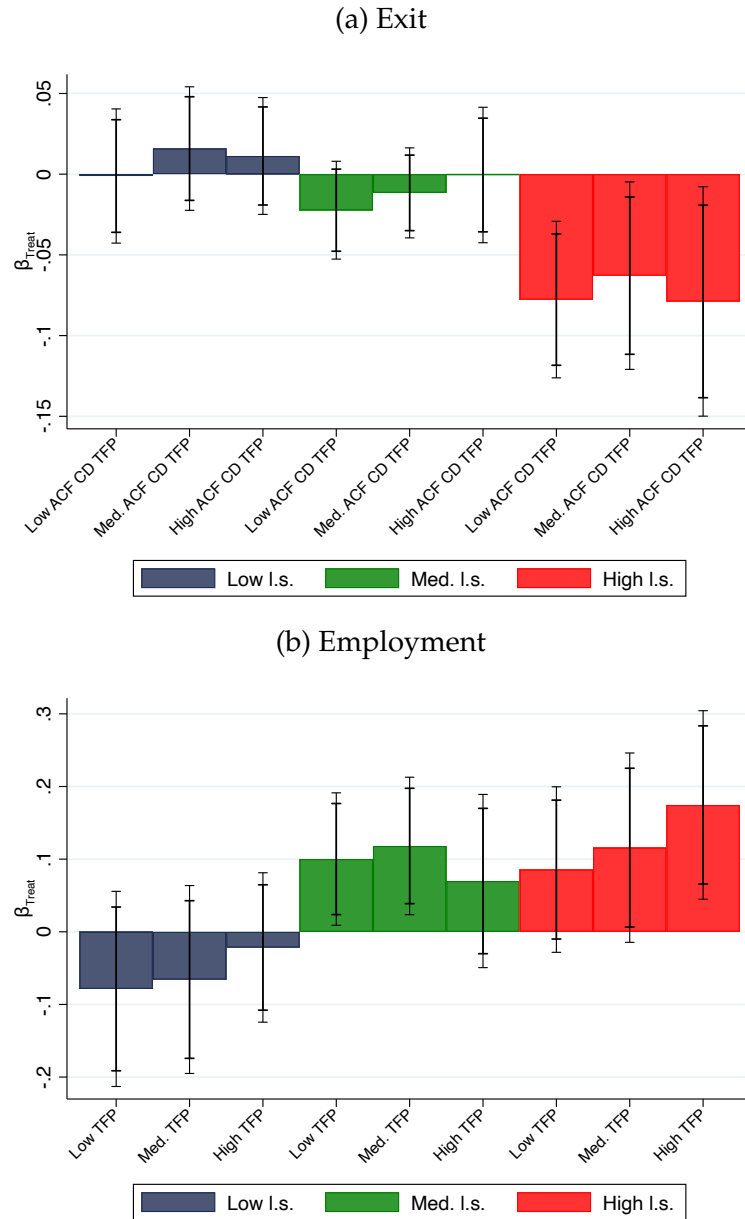 (a) Exit
.05
0
-.05
-.1
-.15
βTreat
Low ACF CD TFP
Med. ACF CD TFP
High ACF CD TFP
Low ACF CD TFP
Med. ACF CD TFP
High ACF CD TFP
Low ACF CD TFP
Med. ACF CD TFP
High ACF CD TFP
Low l.s. Med. l.s. High l.s.
(b) Employment
.3
.2
.1
0
-.1
-.2
βTreat
Low TFP
Med. TFP
High TFP
Low TFP
Med. TFP
High TFP
Low TFP
Med. TFP
High TFP
Low l.s. Med. l.s. High l.s.